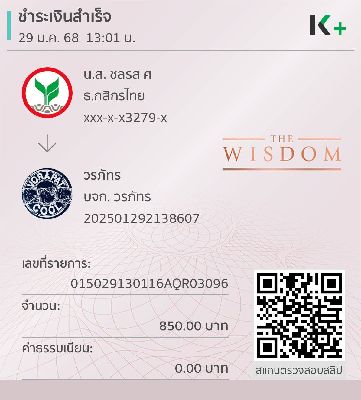 ชำระเงินสำเร็จ
29 ม.ค. 68 13:01 น.
K+
น.ส. ชลรส ศ
ธ.กสิกรไทย
xxx-x-x3279-x
THE
WISDOM
วรภัทร
บจก. วรภัทร
202501292138607
เลขที่รายการ:
015029130116AQR03096
จำนวน:
850.00 บาท
ค่าธรรมเนียม:
0.00 บาท
สแกนตรวจสอบสลิป